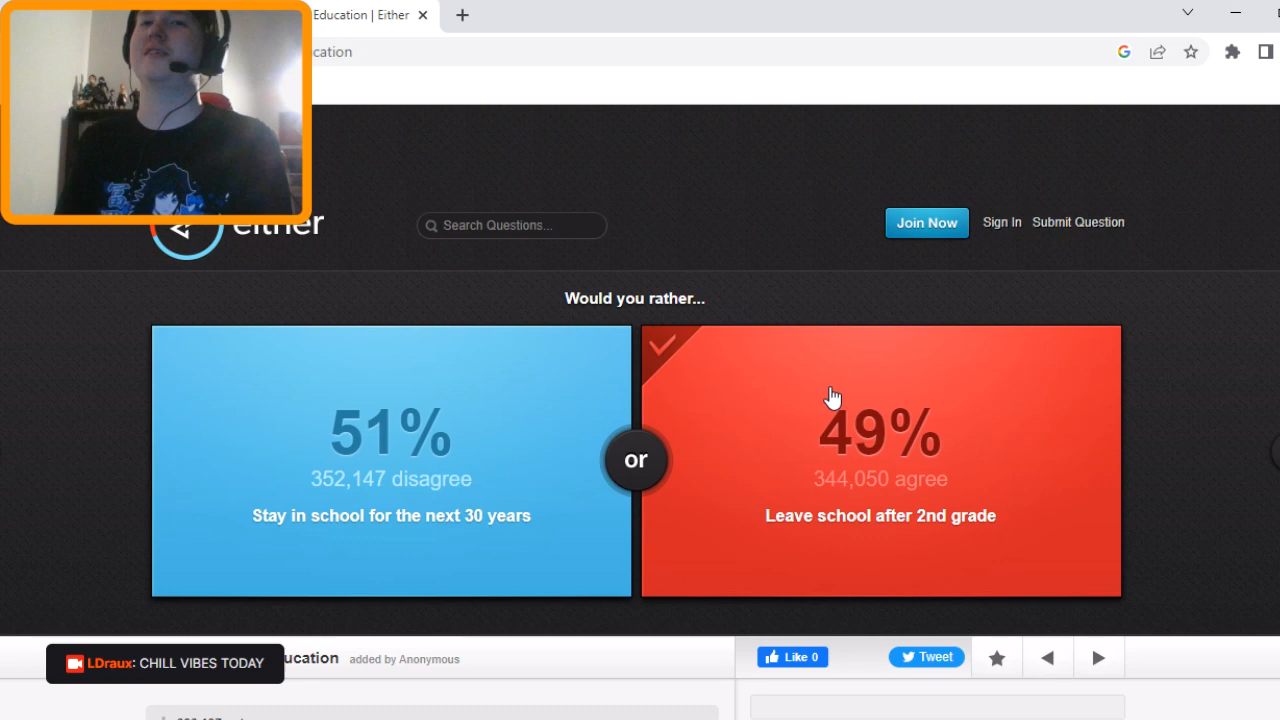 Education | Either
cation
either
Search Questions...
Join Now
Sign In
Submit Question
Would you rather...
51%
352,147 disagree
Stay in school for the next 30 years
or
49%
344,050 agree
Leave school after 2nd grade
LDraux: CHILL VIBES TODAY
ucation added by Anonymous
Like 0
Tweet